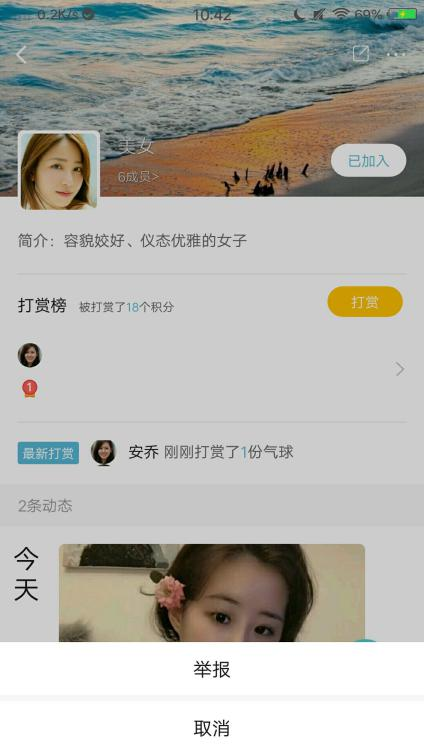 0.2K/s 10:42 69%
美女
6成员>
已加入
简介：容貌姣好、仪态优雅的女子
打赏榜 被打赏了18个积分 打赏
1
最新打赏 安乔 刚刚打赏了1份气球
2条动态
今
天
举报
取消